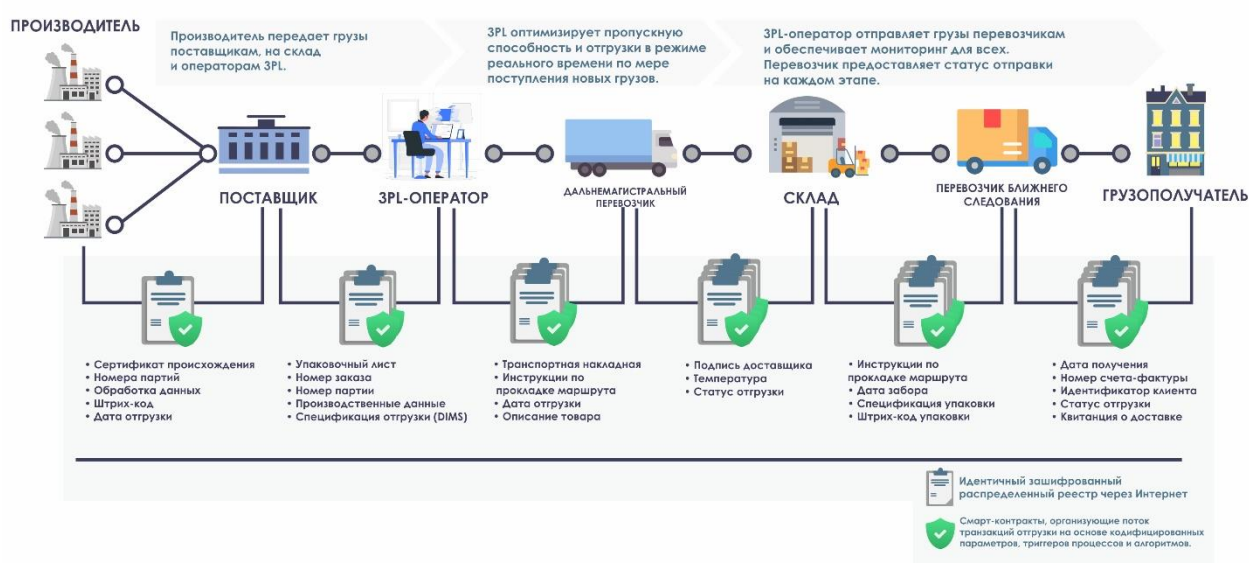 ПРОИЗВОДИТЕЛЬ
Производитель передает грузы
поставщикам, на склад
и операторам 3PL.
3PL оптимизирует пропускную
способность и отгрузки в режиме
реального времени по мере
поступления новых грузов.
3PL-оператор отправляет грузы перевозчикам
и обеспечивает мониторинг для всех.
Перевозчик предоставляет статус отправки
на каждом этапе.
ПОСТАВЩИК
3PL-ОПЕРАТОР
ДАЛЬНЕМАГИСТРАЛЬНЫЙ
ПЕРЕВОЗЧИК
СКЛАД
ПЕРЕВОЗЧИК БЛИЖНЕГО
СЛЕДОВАНИЯ
ГРУЗОПОЛУЧАТЕЛЬ
• Сертификат происхождения
• Номера партий
• Обработка данных
• Штрих-код
• Дата отгрузки
• Упаковочный лист
• Номер заказа
• Номер партии
• Производственные данные
• Спецификация отгрузки (DIMS)
• Транспортная накладная
• Инструкции по
прокладке маршрута
• Дата отгрузки
• Описание товара
• Подпись доставщика
• Температура
• Статус отгрузки
• Инструкции по
прокладке маршрута
• Дата забора
• Спецификация упаковки
• Штрих-код упаковки
• Дата получения
• Номер счета-фактуры
• Идентификатор клиента
• Статус отгрузки
• Квитанция о доставке
Идентичный зашифрованный
распределенный реестр через Интернет
Смарт-контракты, организующие поток
транзакций отгрузки на основе кодифицированных
параметров, триггеров процессов и алгоритмов.